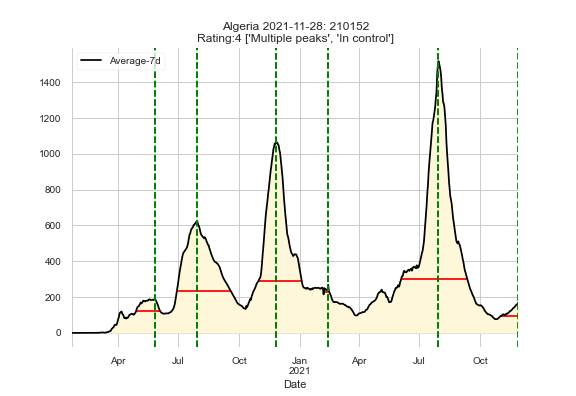 Algeria 2021-11-28: 210152
Rating:4 ['Multiple peaks', 'In control']
Average-7d
1400
1200
1000
800
600
400
200
0
Apr Jul Oct Jan Apr Jul Oct
2021
Date